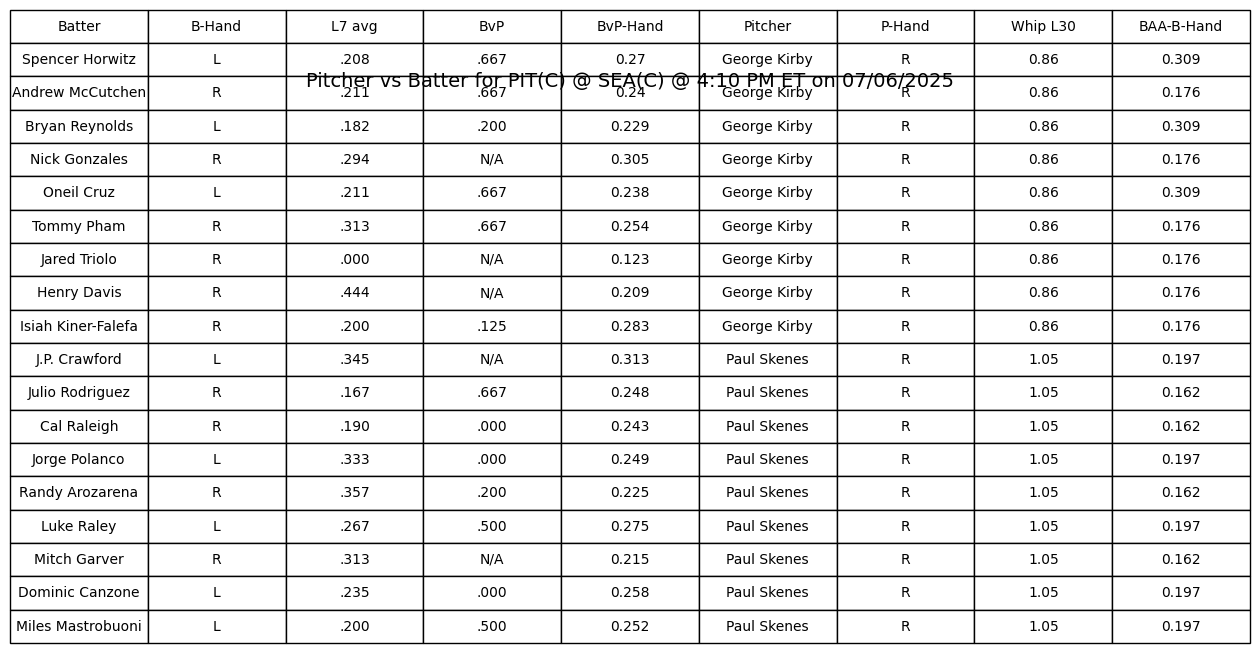 Batter B-Hand L7 avg BvP BvP-Hand Pitcher P-Hand Whip L30 BAA-B-Hand
Spencer Horwitz L .208 .667 0.27 George Kirby R 0.86 0.309
Pitcher vs Batter for PIT(C) @ SEA(C) @ 4:10 PM ET on 07/06/2025
Andrew McCutchen R .211 .667 0.24 George Kirby R 0.86 0.176
Bryan Reynolds L .182 .200 0.229 George Kirby R 0.86 0.309
Nick Gonzales R .294 N/A 0.305 George Kirby R 0.86 0.176
Oneil Cruz L .211 .667 0.238 George Kirby R 0.86 0.309
Tommy Pham R .313 .667 0.254 George Kirby R 0.86 0.176
Jared Triolo R .000 N/A 0.123 George Kirby R 0.86 0.176
Henry Davis R .444 N/A 0.209 George Kirby R 0.86 0.176
Isiah Kiner-Falefa R .200 .125 0.283 George Kirby R 0.86 0.176
J.P. Crawford L .345 N/A 0.313 Paul Skenes R 1.05 0.197
Julio Rodriguez R .167 .667 0.248 Paul Skenes R 1.05 0.162
Cal Raleigh R .190 .000 0.243 Paul Skenes R 1.05 0.162
Jorge Polanco L .333 .000 0.249 Paul Skenes R 1.05 0.197
Randy Arozarena R .357 .200 0.225 Paul Skenes R 1.05 0.162
Luke Raley L .267 .500 0.275 Paul Skenes R 1.05 0.197
Mitch Garver R .313 N/A 0.215 Paul Skenes R 1.05 0.162
Dominic Canzone L .235 .000 0.258 Paul Skenes R 1.05 0.197
Miles Mastrobuoni L .200 .500 0.252 Paul Skenes R 1.05 0.197